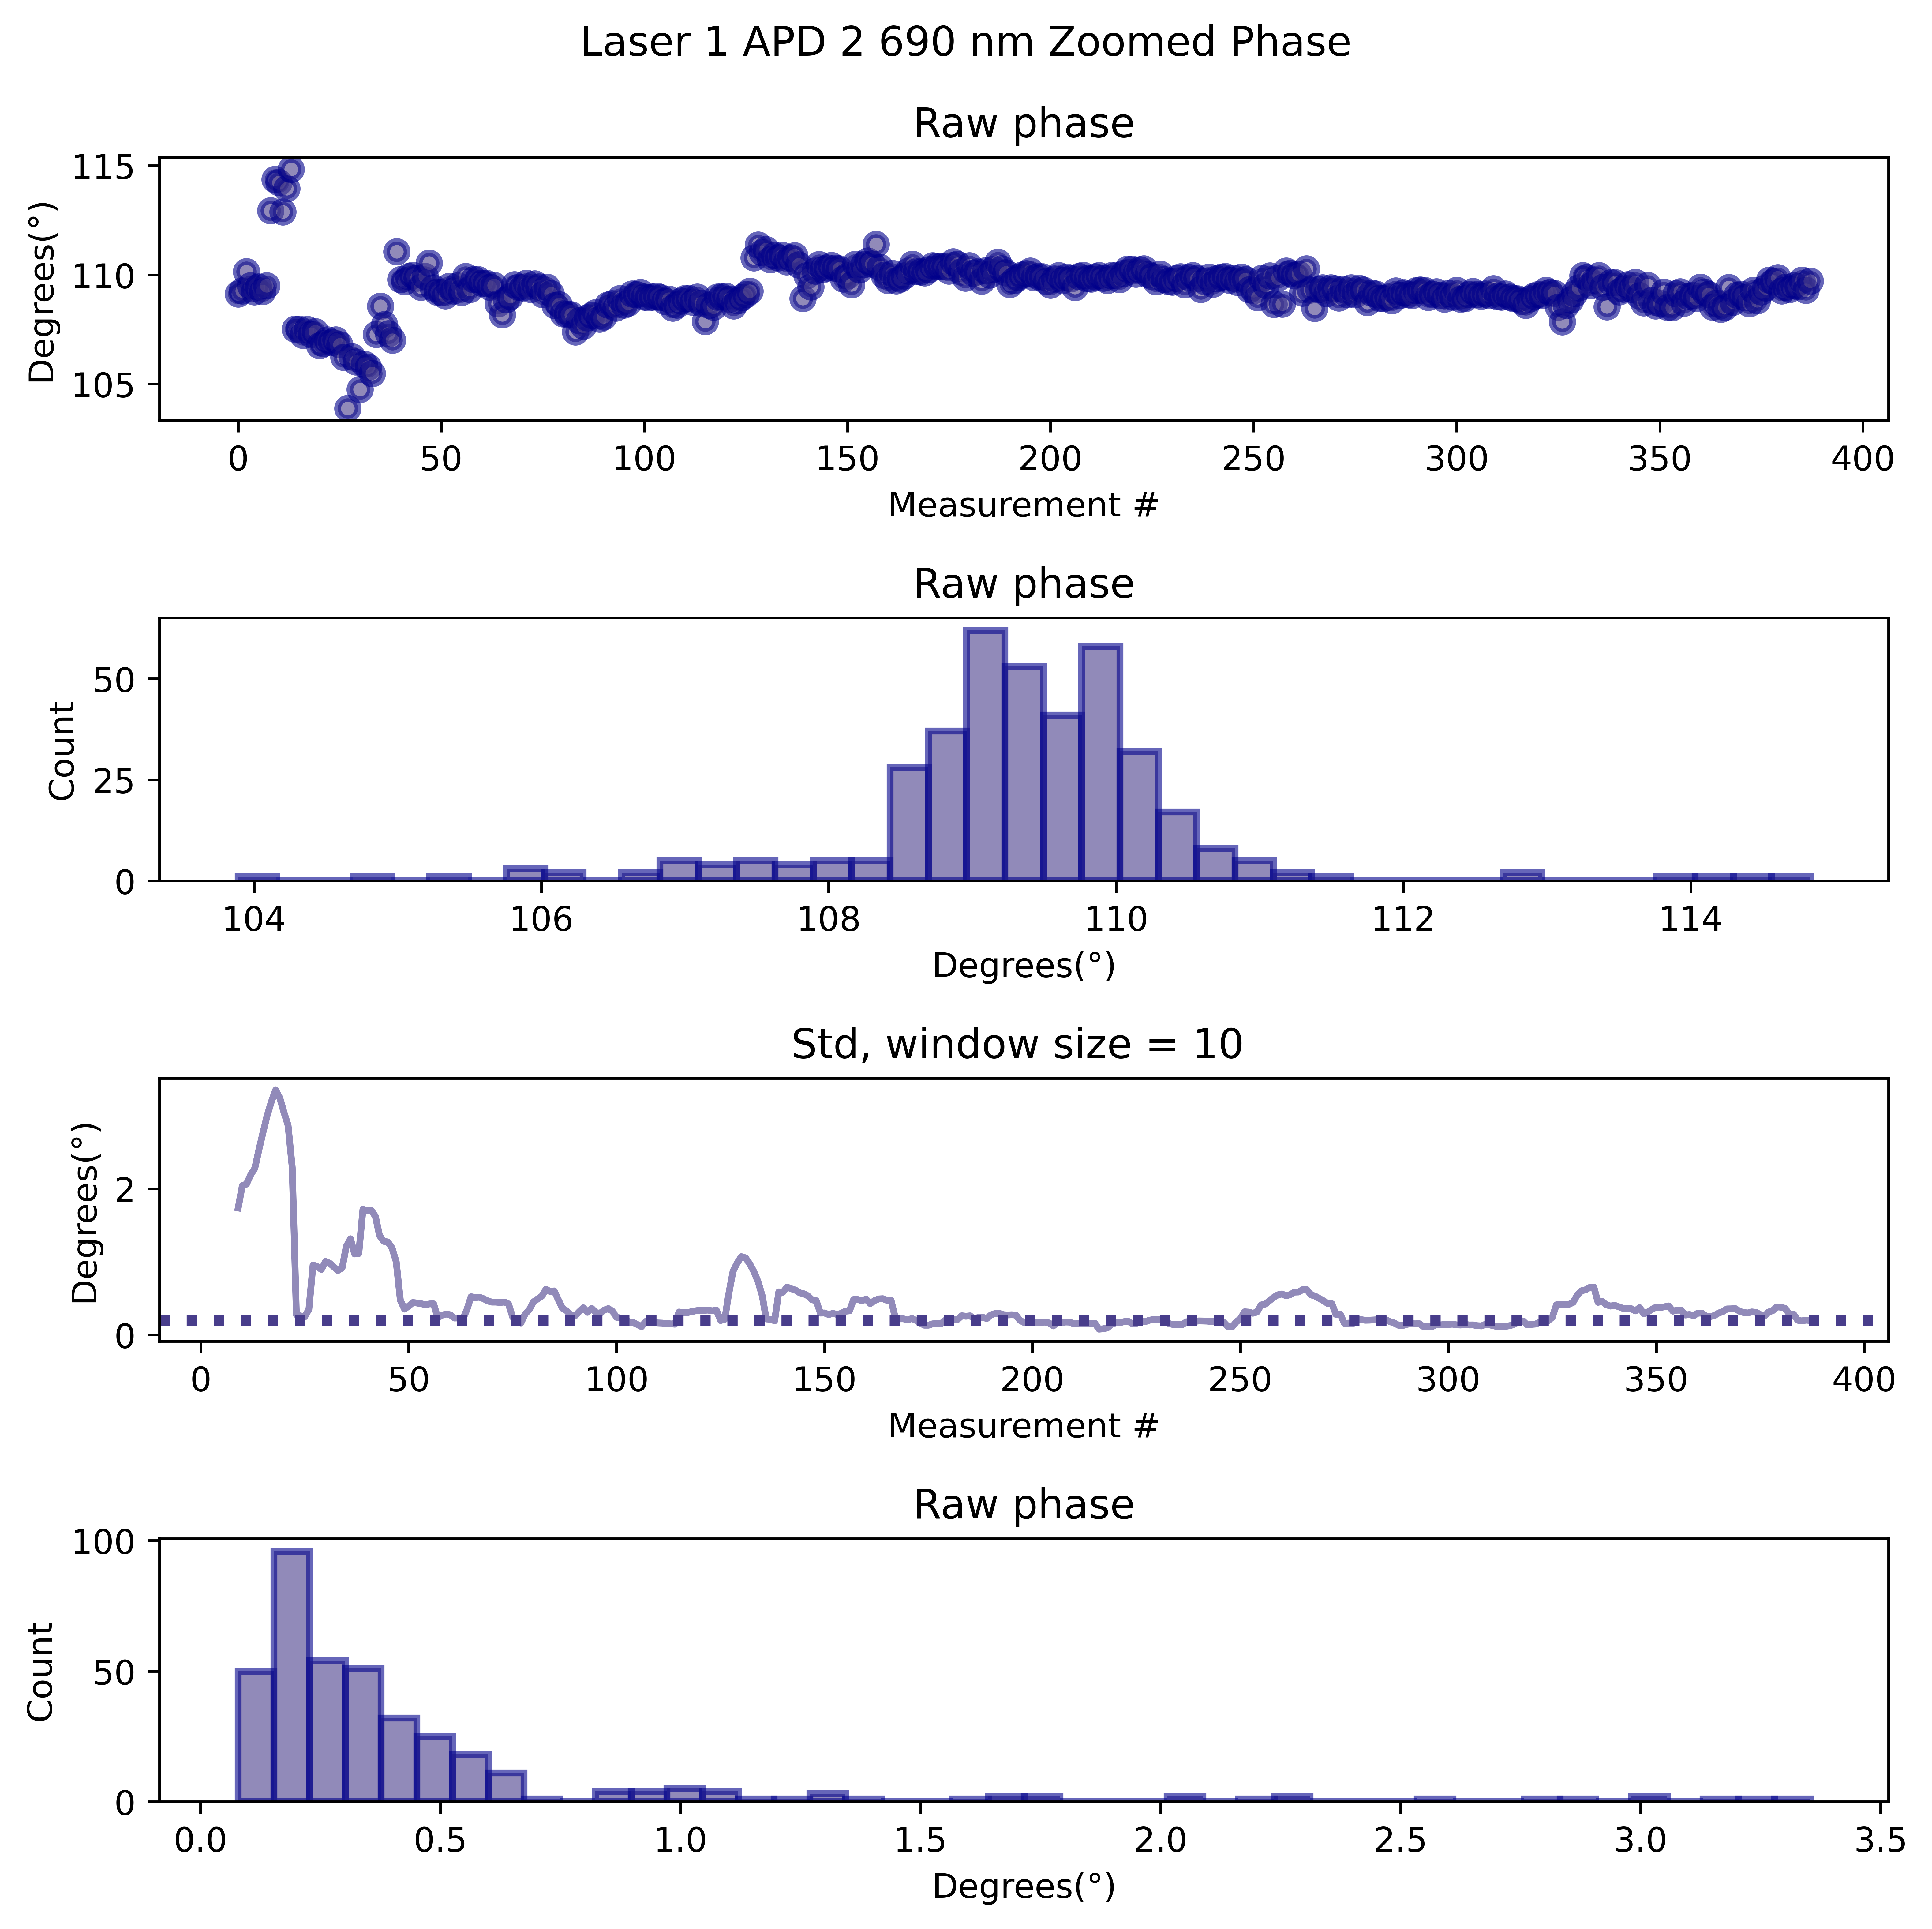 Laser 1 APD 2 690 nm Zoomed Phase
Raw phase
115
110
105
Degrees(°)
0 50 100 150 200 250 300 350 400
Measurement #
Raw phase
50
25
0
Count
104 106 108 110 112 114
Degrees(°)
Std, window size = 10
2
0
Degrees(°)
0 50 100 150 200 250 300 350 400
Measurement #
Raw phase
100
50
0
Count
0.0 0.5 1.0 1.5 2.0 2.5 3.0 3.5
Degrees(°)